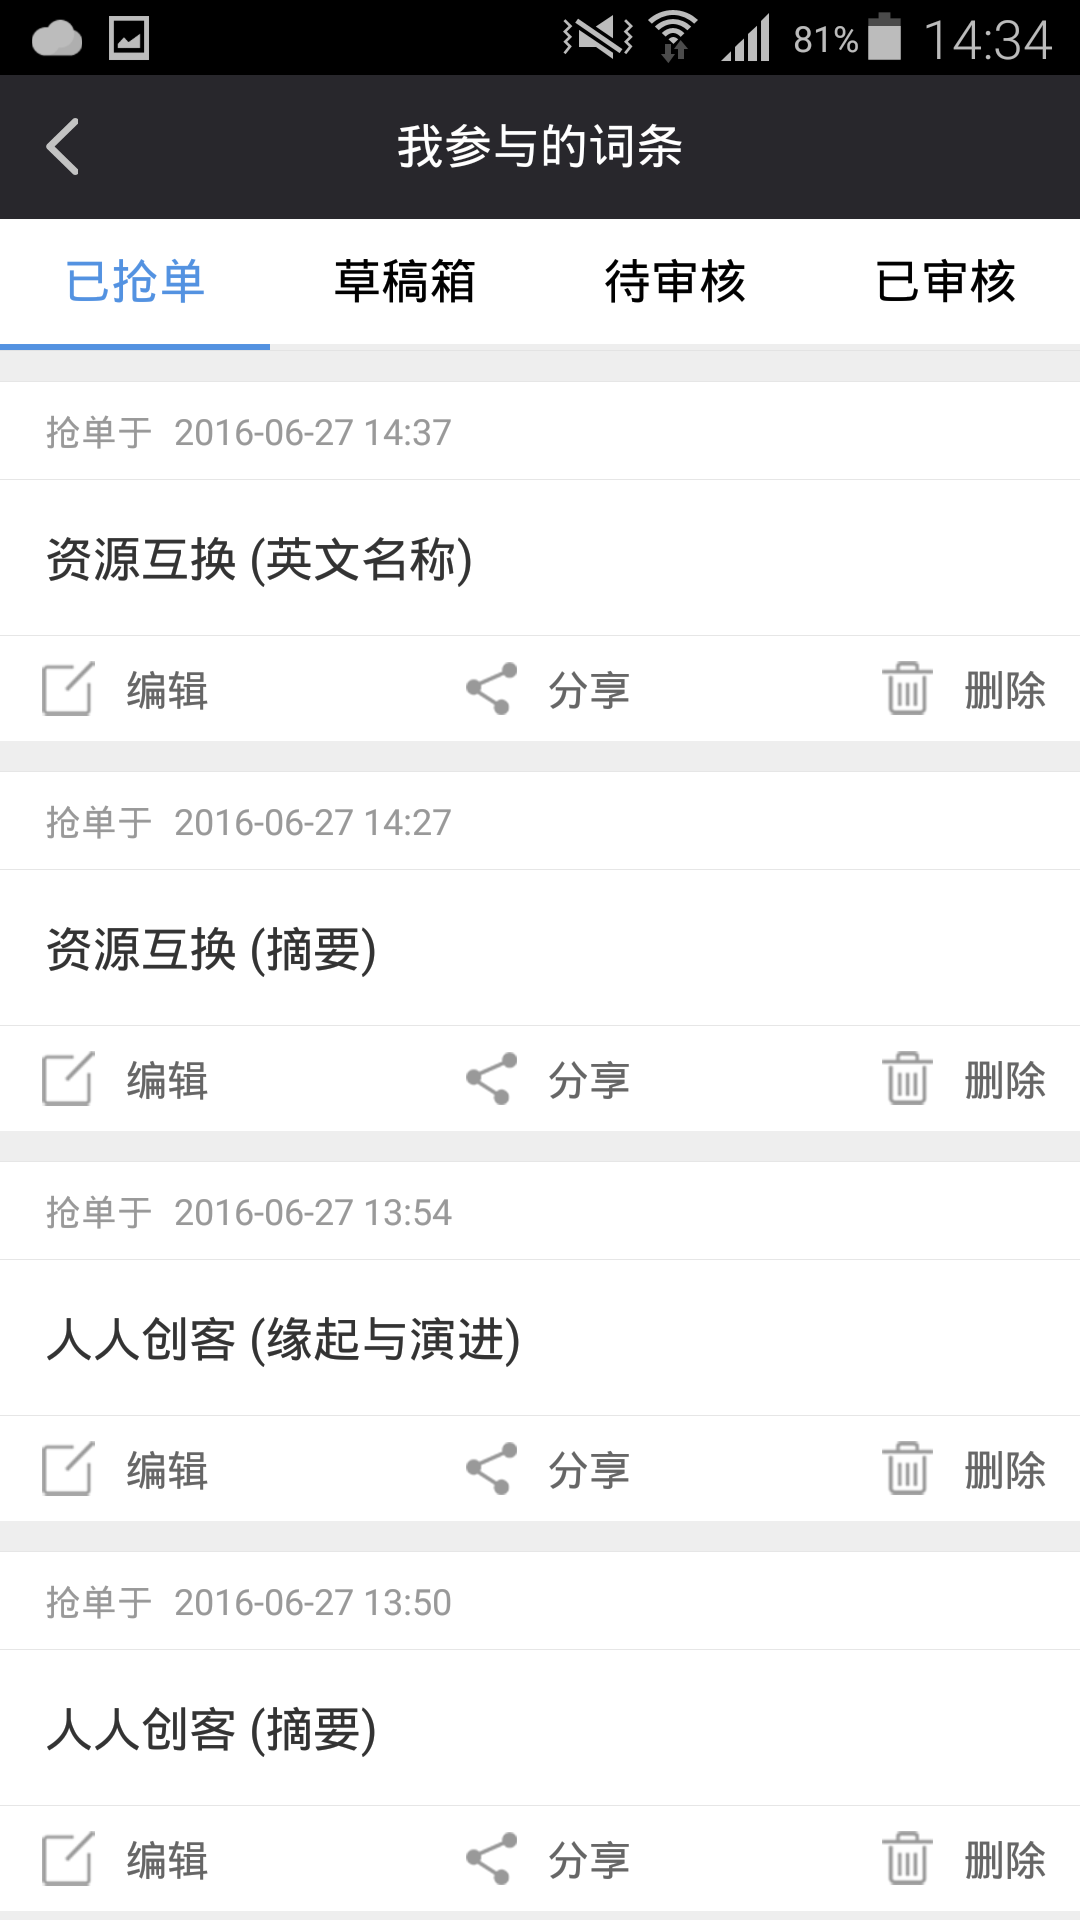 81% 14:34
我参与的词条
已抢单 草稿箱 待审核 已审核
抢单于 2016-06-27 14:37
资源互换 (英文名称)
编辑 分享 删除
抢单于 2016-06-27 14:27
资源互换 (摘要)
编辑 分享 删除
抢单于 2016-06-27 13:54
人人创客 (缘起与演进)
编辑 分享 删除
抢单于 2016-06-27 13:50
人人创客 (摘要)
编辑 分享 删除